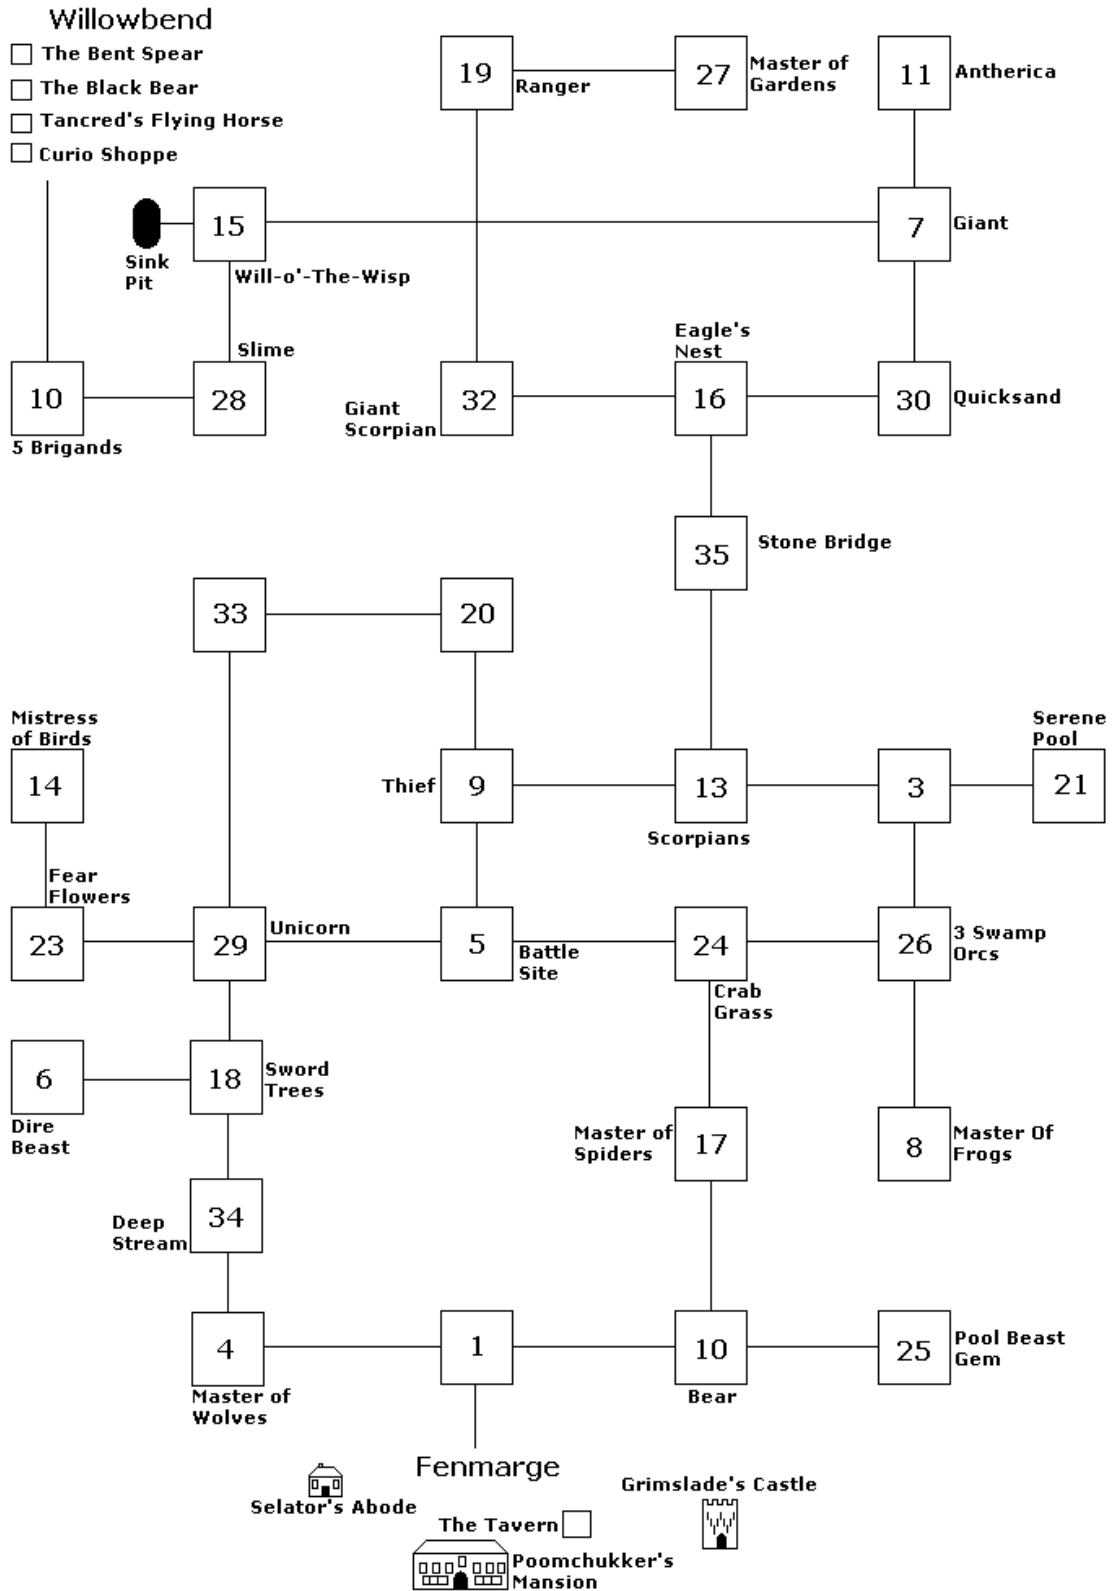 Willowbend
The Bent Spear
The Black Bear
Tancred's Flying Horse
Curio Shoppe
19
Ranger
27
Master of
Gardens
11
Antherica
Sink
Pit
15
Will-o'-The-Wisp
7
Giant
10
5 Brigands
Slime
28
Giant
Scorpian
32
Eagle's
Nest
16
30
Quicksand
35
Stone Bridge
33
20
Mistress
of Birds
14
Thief
9
13
Scorpians
3
Serene
Pool
21
Fear
Flowers
23
29
Unicorn
5
Battle
Site
24
Crab
Grass
26
3 Swamp
Orcs
6
Dire
Beast
18
Sword
Trees
Master of
Spiders
17
8
Master Of
Frogs
Deep
Stream
34
4
Master of
Wolves
1
10
Bear
25
Pool Beast
Gem
Fenmarge
Selator's Abode
Grimslade's Castle
The Tavern
Poomchukker's
Mansion